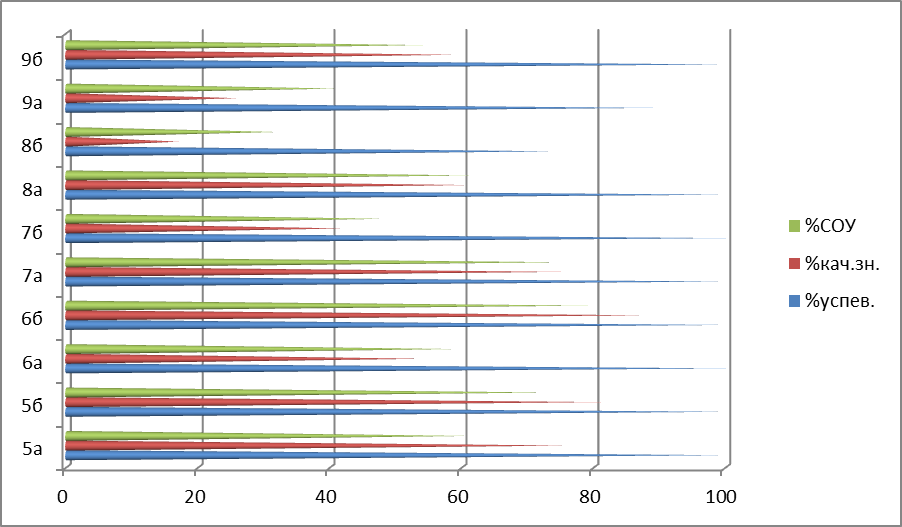 9б
9а
8б
8а
7б
7а
6б
6а
5б
5а
0 20 40 60 80 100
%СОУ
%кач.зн.
%успев.